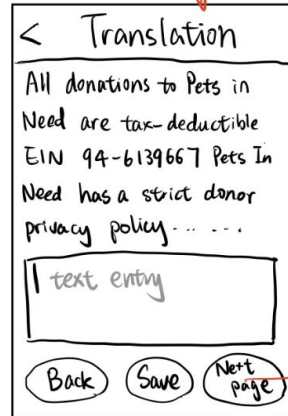 < Translation
All donations to Pets in
Need are tax-deductible
EIN 94-6139667 Pets In
Need has a strict donor
privacy policy......
text entry
Back Save Next
page